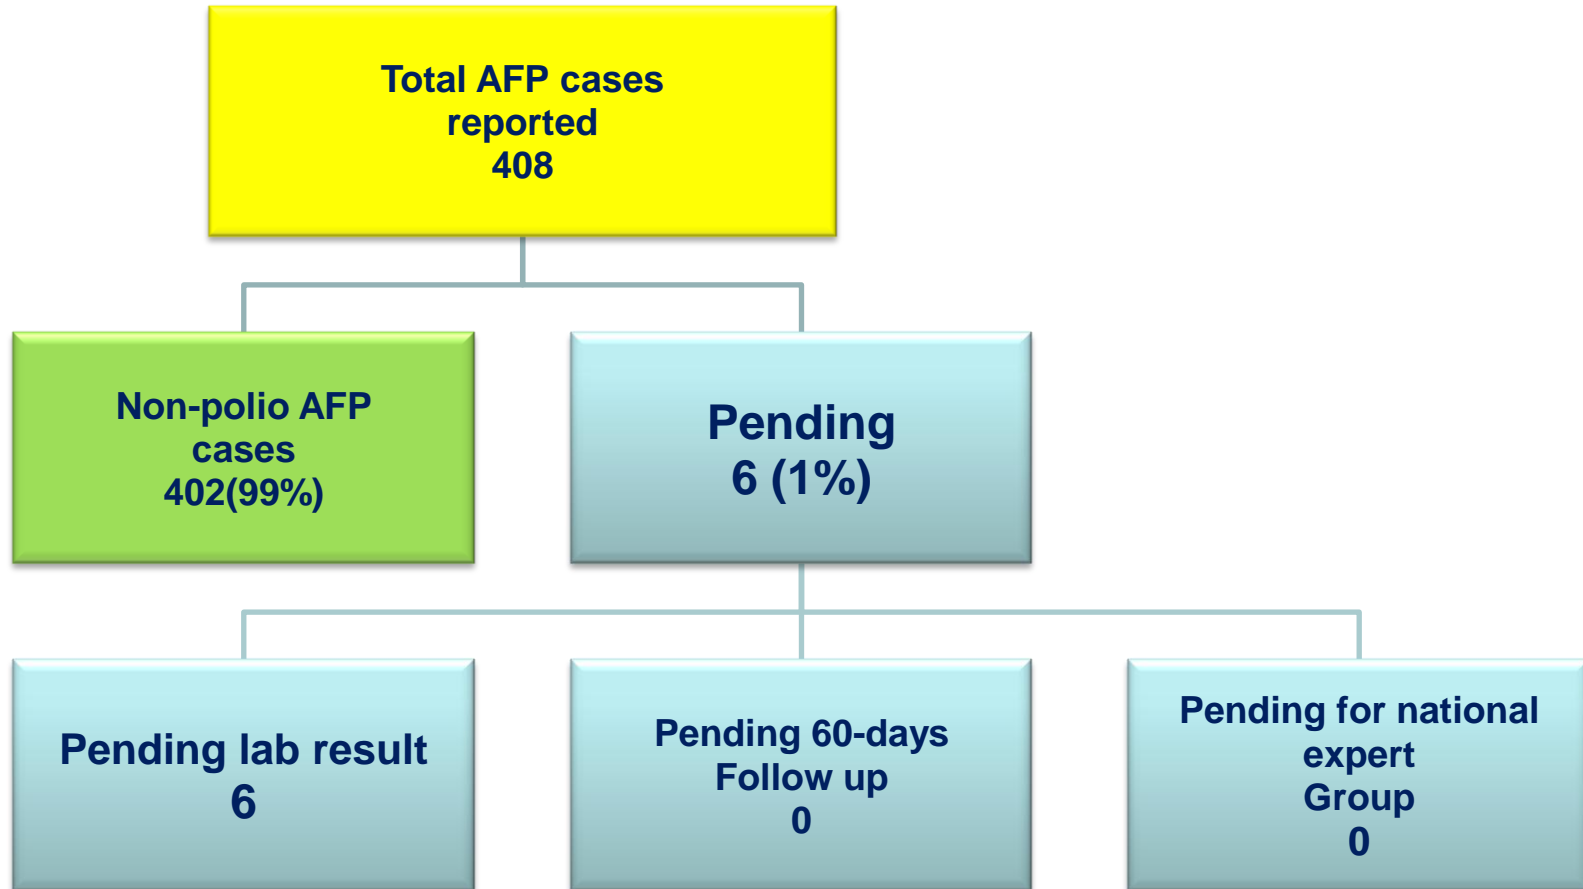 Total AFP cases
reported
408
Non-polio AFP
cases
402(99%)
Pending
6 (1%)
Pending lab result
6
Pending 60-days
Follow up
0
Pending for national
expert
Group
0